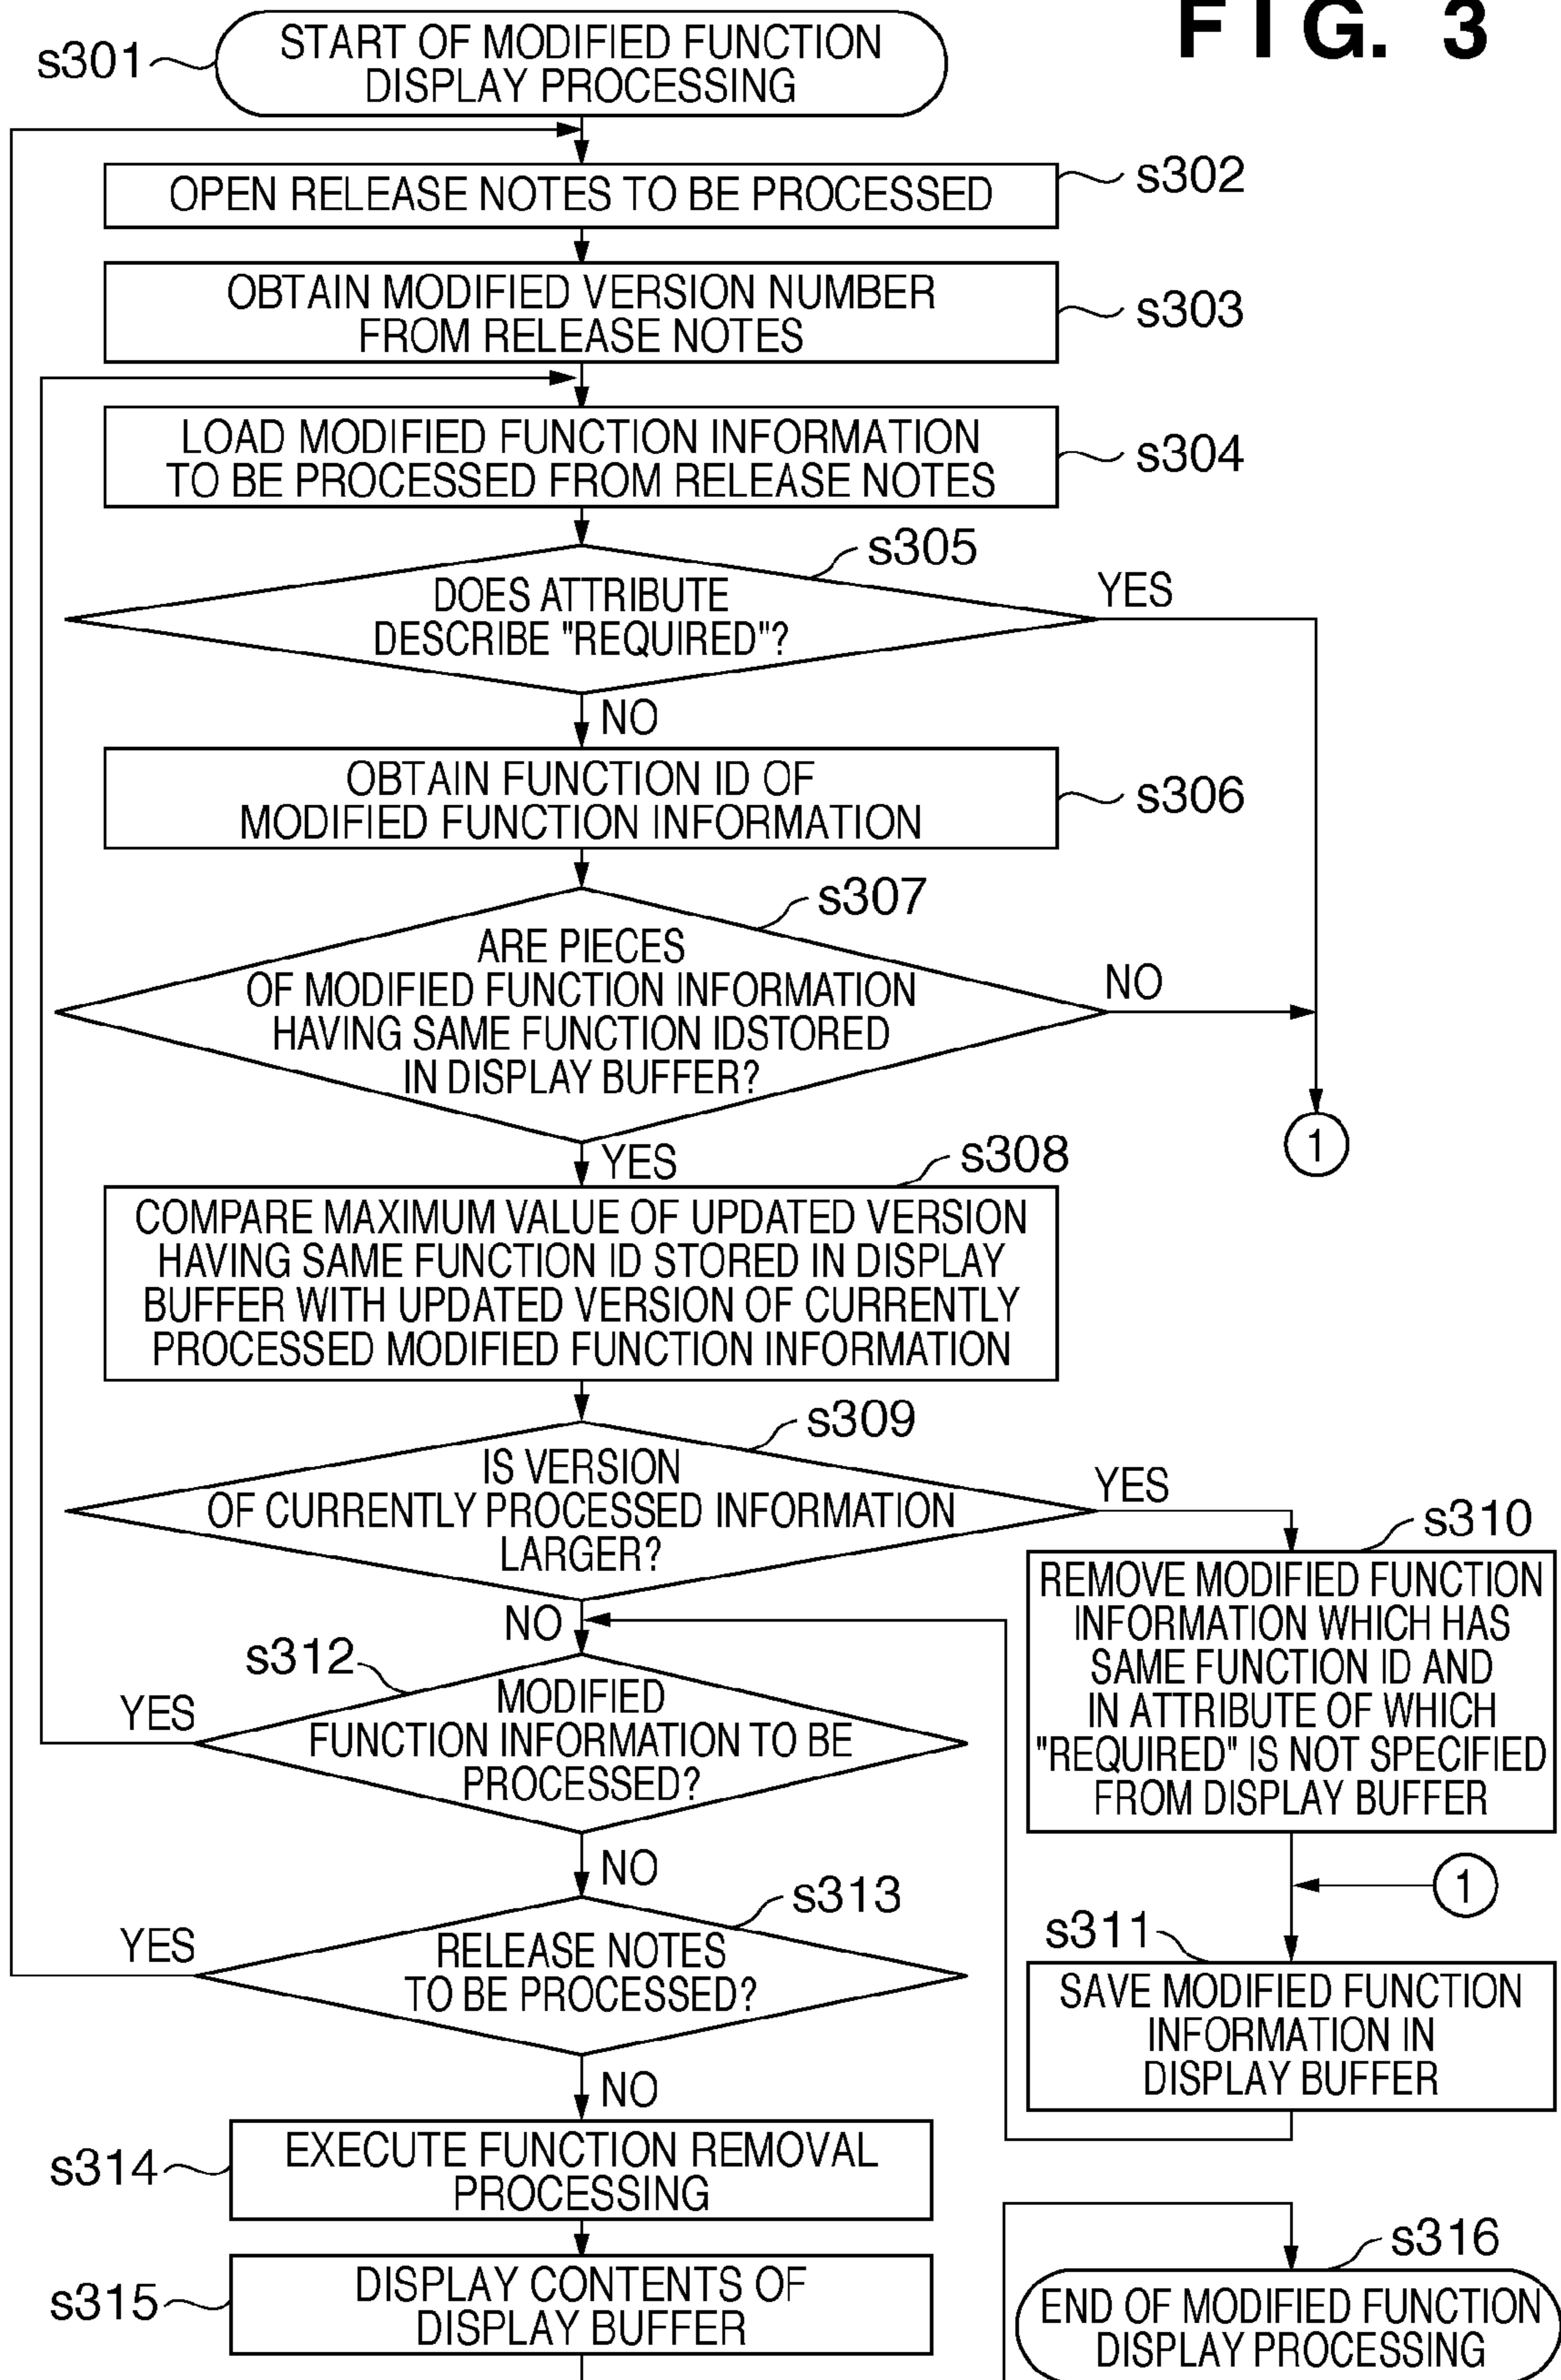 FIG. 3
s301
START OF MODIFIED FUNCTION
DISPLAY PROCESSING
OPEN RELEASE NOTES TO BE PROCESSED
s302
OBTAIN MODIFIED VERSION NUMBER
FROM RELEASE NOTES
s303
LOAD MODIFIED FUNCTION INFORMATION
TO BE PROCESSED FROM RELEASE NOTES
s304
s305
DOES ATTRIBUTE
DESCRIBE "REQUIRED"?
YES
NO
OBTAIN FUNCTION ID OF
MODIFIED FUNCTION INFORMATION
s306
s307
ARE PIECES
OF MODIFIED FUNCTION INFORMATION
HAVING SAME FUNCTION IDSTORED
IN DISPLAY BUFFER?
NO
1
YES
s308
COMPARE MAXIMUM VALUE OF UPDATED VERSION
HAVING SAME FUNCTION ID STORED IN DISPLAY
BUFFER WITH UPDATED VERSION OF CURRENTLY
PROCESSED MODIFIED FUNCTION INFORMATION
s309
IS VERSION
OF CURRENTLY PROCESSED INFORMATION
LARGER?
YES
NO
s310
REMOVE MODIFIED FUNCTION
INFORMATION WHICH HAS
SAME FUNCTION ID AND
IN ATTRIBUTE OF WHICH
"REQUIRED" IS NOT SPECIFIED
FROM DISPLAY BUFFER
1
s311
SAVE MODIFIED FUNCTION
INFORMATION IN
DISPLAY BUFFER
s312
MODIFIED
FUNCTION INFORMATION TO BE
PROCESSED?
YES
NO
s313
RELEASE NOTES
TO BE PROCESSED?
YES
NO
s314
EXECUTE FUNCTION REMOVAL
PROCESSING
s315
DISPLAY CONTENTS OF
DISPLAY BUFFER
s316
END OF MODIFIED FUNCTION
DISPLAY PROCESSING